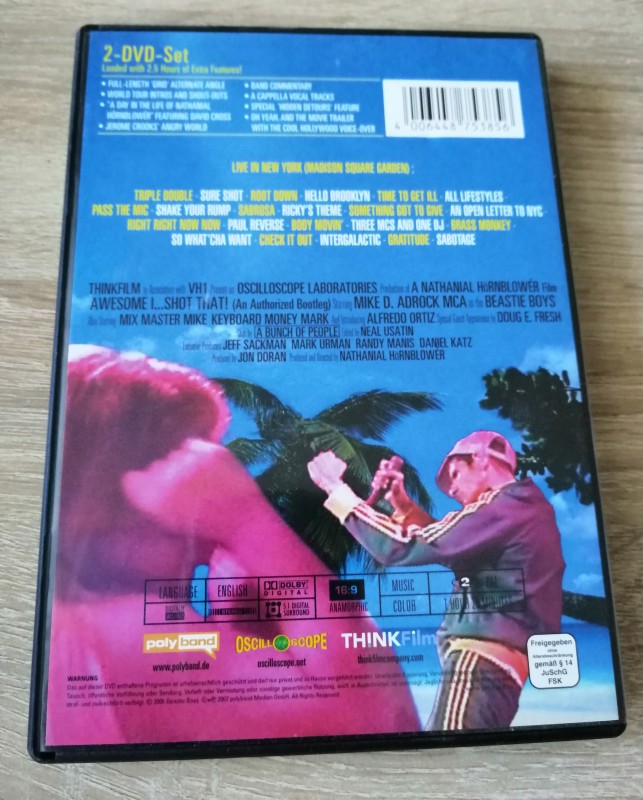 2-DVD-Set
Loaded with 2.5 Hours of Extra Features!
• FULL-LENGTH 'GRID' ALTERNATE ANGLE
• WORLD TOUR INTROS AND SHOUT-OUTS
• "A DAY IN THE LIFE OF NATHANIAL
HÖRNBLOWÉR" FEATURING DAVID CROSS
• JEROME CROOKS' ANGRY WORLD
• BAND COMMENTARY
• A CAPPELLA VOCAL TRACKS
• SPECIAL 'HIDDEN DETOURS' FEATURE
• OH YEAH, AND THE MOVIE TRAILER
WITH THE COOL HOLLYWOOD VOICE-OVER
4 006448 753856
LIVE IN NEW YORK (MADISON SQUARE GARDEN) :
TRIPLE DOUBLE · SURE SHOT · ROOT DOWN · HELLO BROOKLYN · TIME TO GET ILL · ALL LIFESTYLES ·
PASS THE MIC · SHAKE YOUR RUMP · SABROSA · RICKY'S THEME · SOMETHING GOT TO GIVE · AN OPEN LETTER TO NYC ·
RIGHT RIGHT NOW NOW · PAUL REVERSE · BODY MOVIN' · THREE MCS AND ONE DJ · BRASS MONKEY ·
SO WHAT'CHA WANT · CHECK IT OUT · INTERGALACTIC · GRATITUDE · SABOTAGE
THINKFILM in Association with VH1 Present an OSCILLOSCOPE LABORATORIES Production of A NATHANIAL HöRNBLOWéR Film
AWESOME I...SHOT THAT! (An Authorized Bootleg) Starring MIKE D. ADROCK MCA as the BEASTIE BOYS
Also Starring MIX MASTER MIKE KEYBOARD MONEY MARK And Introducing ALFREDO ORTIZ Special Guest Appearance by DOUG E. FRESH
Shot by [A BUNCH OF PEOPLE] Edited by NEAL USATIN
Executive Producers JEFF SACKMAN MARK URMAN RANDY MANIS DANIEL KATZ
Produced by JON DORAN Produced and Directed by NATHANIAL HöRNBLOWéR
LANGUAGE ENGLISH DOLBY DIGITAL 16:9 MUSIC 2
5.1 DIGITAL SURROUND ANAMORPHIC COLOR
polyband OSCILLOSCOPE TH!NKFilm
www.polyband.de oscilloscope.net thinkfilmcompany.com
Freigegeben
ohne
Altersbeschränkung
gemäß § 14
JuSchG
FSK
WARNUNG